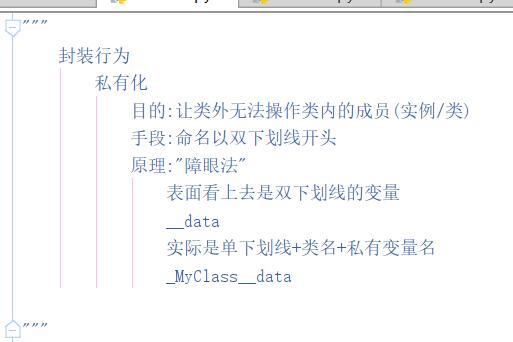 """
封装行为
私有化
目的:让类外无法操作类内的成员(实例/类)
手段:命名以双下划线开头
原理:"障眼法"
表面看上去是双下划线的变量
__data
实际是单下划线+类名+私有变量名
_MyClass__data
"""